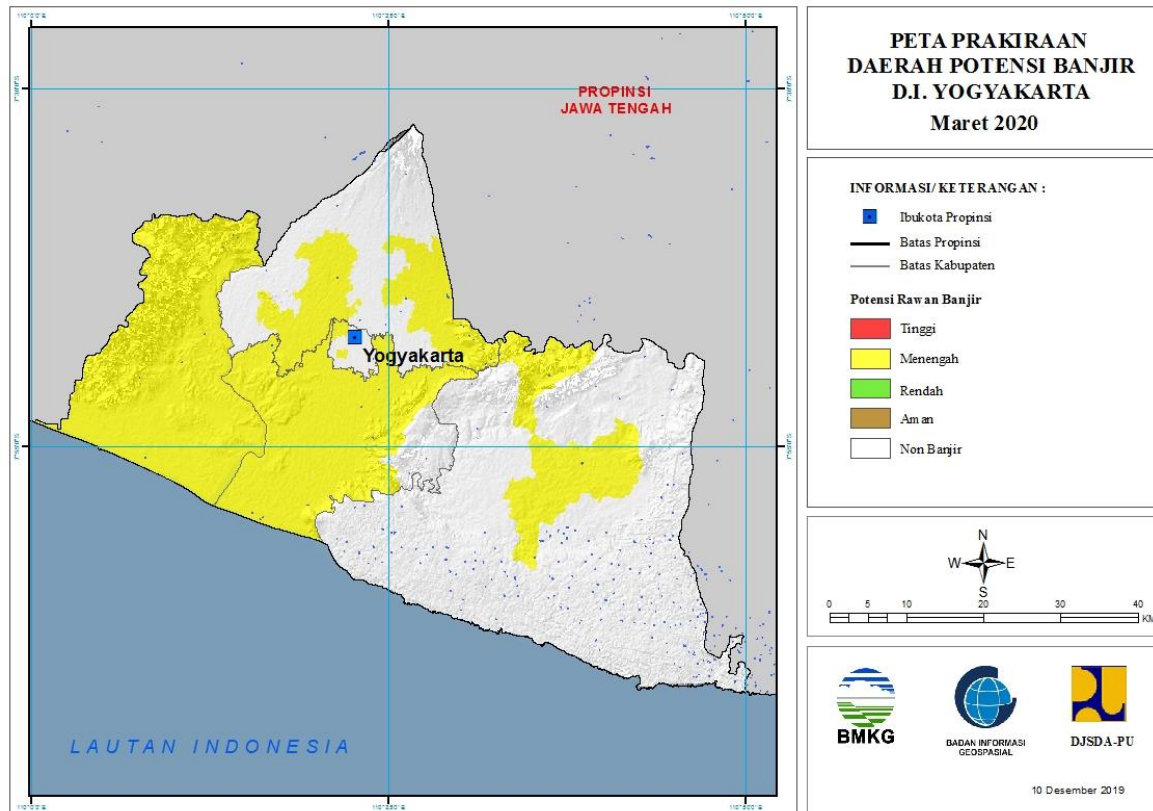 PROPINSI
JAWA TENGAH
Yogyakarta
LAUTAN INDONESIA
PETA PRAKIRAAN
DAERAH POTENSI BANJIR
D.I. YOGYAKARTA
Maret 2020
INFORMASI/ KETERANGAN :
Ibukota Propinsi
Batas Propinsi
Batas Kabupaten
Potensi Rawan Banjir
Tinggi
Menengah
Rendah
Aman
Non Banjir
N
W E
S
0 5 10 20 30 40
KM
BMKG
BADAN INFORMASI
GEOSPASIAL
DJSDA-PU
10 Desember 2019